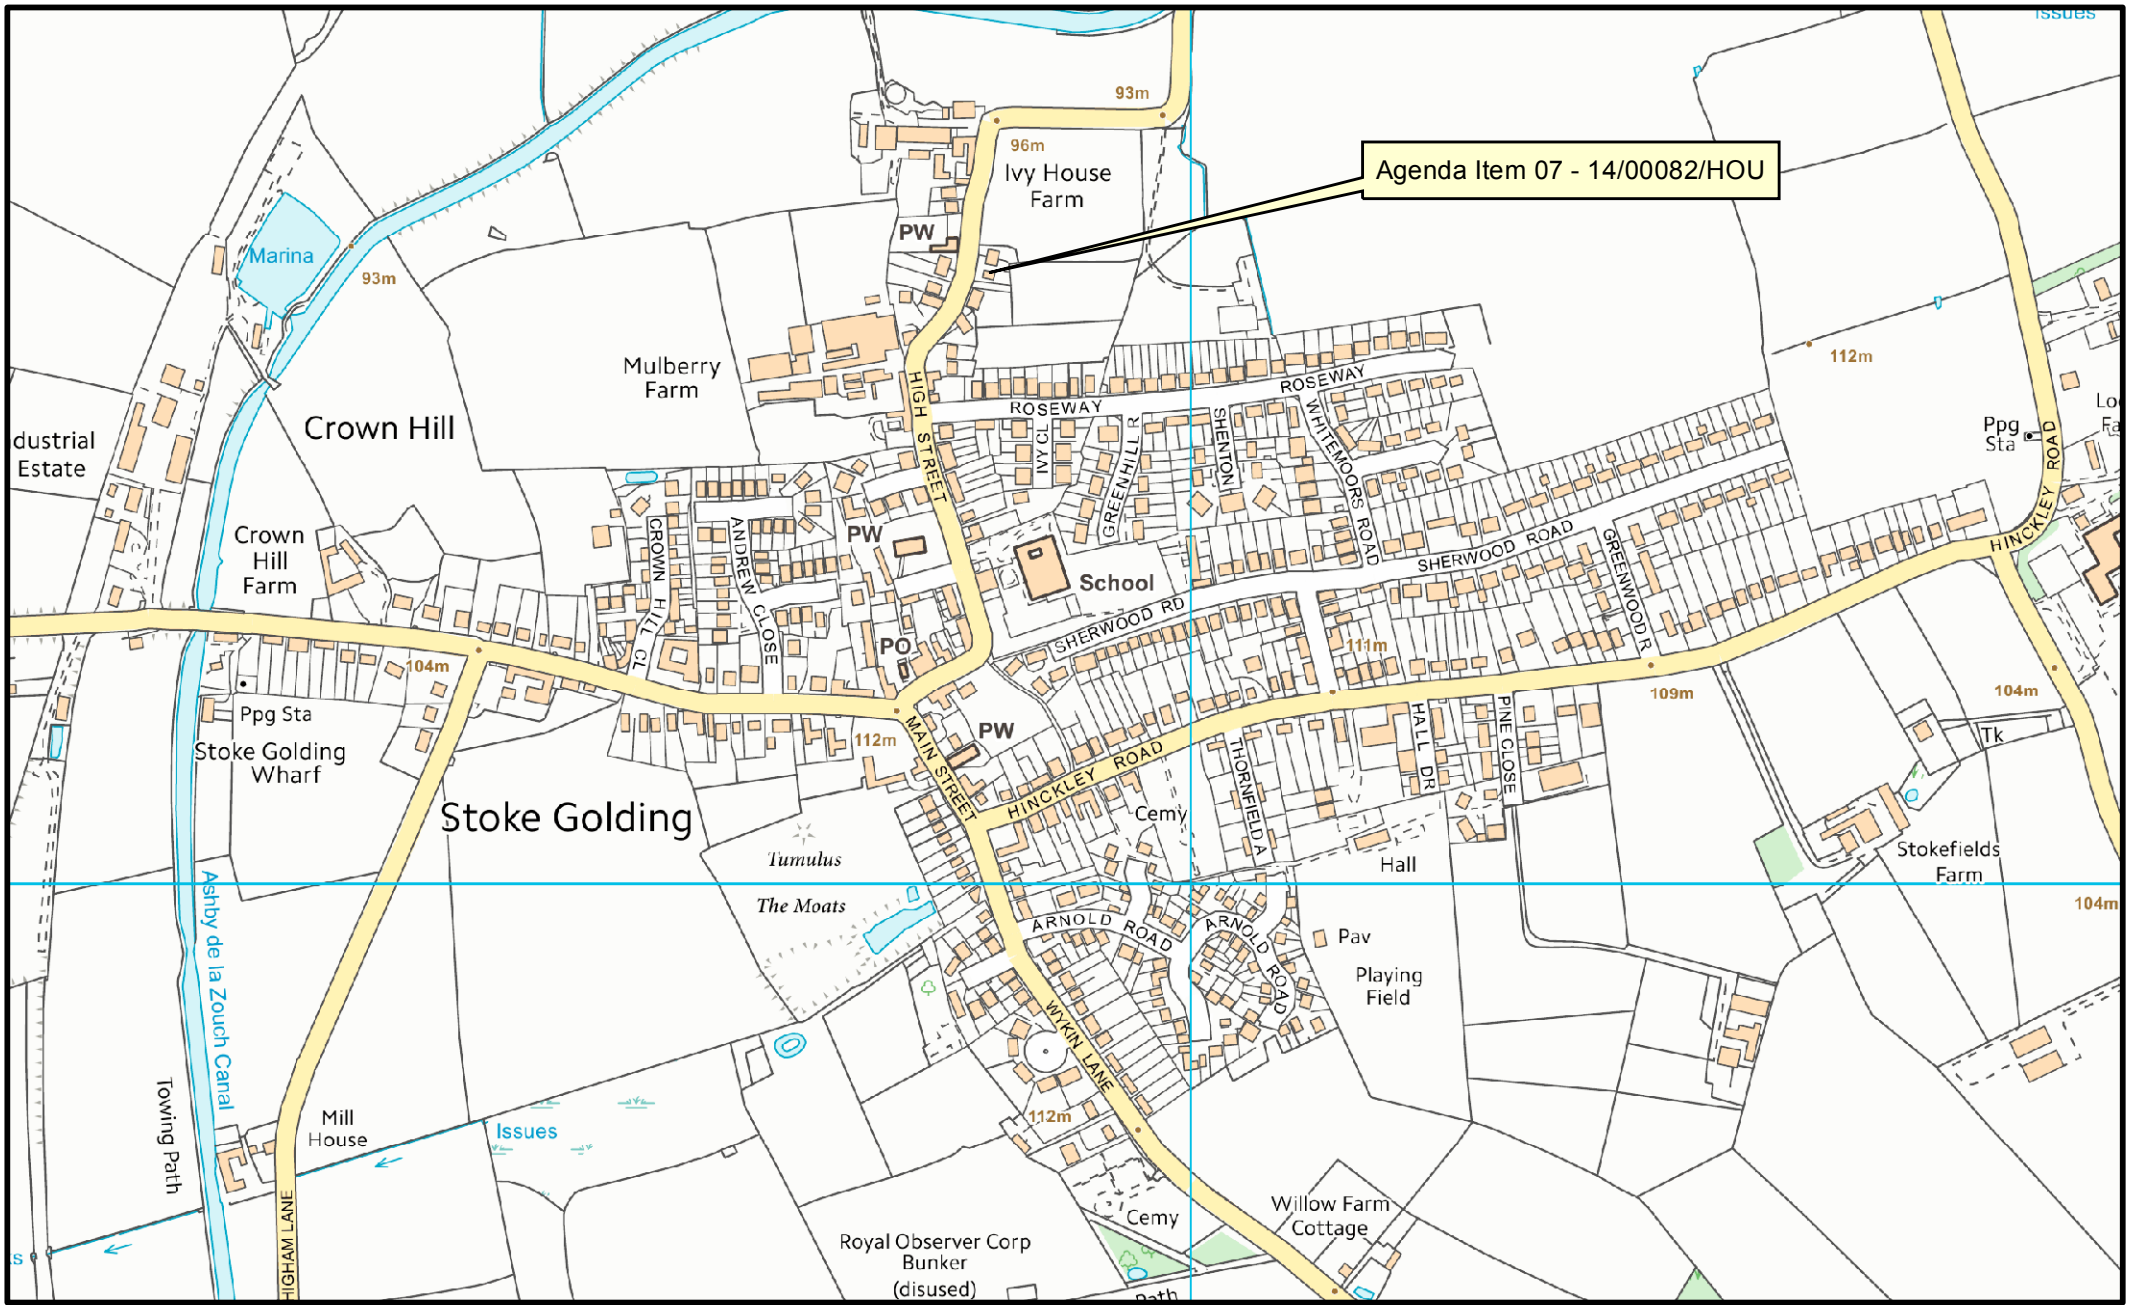 Issues
93m
96m
Ivy House
Farm
Agenda Item 07 - 14/00082/HOU
PW
Marina
93m
Mulberry
Farm
112m
ROSEWAY
ROSEWAY
HIGH STREET
IVY CL
GREENHILL R
SHENTON
WHITEMOORS ROAD
Crown Hill
dustrial
Estate
Ppg
Sta
HINCKLEY ROAD
Crown
Hill
Farm
CROWN HILL CL
ANDREW CLOSE
PW
School
SHERWOOD ROAD
SHERWOOD RD
GREENWOOD R
PO
104m
111m
109m
104m
Ppg Sta
Stoke Golding
Wharf
112m
MAIN STREET
PW
HINCKLEY ROAD
THORNFIELD A
HALL DR
PINE CLOSE
Tk
Stoke Golding
Cemy
Tumulus
The Moats
Hall
Stokefields
Farm
104m
ARNOLD ROAD
ARNOLD ROAD
Pav
Playing
Field
Ashby de la Zouch Canal
Towing Path
WYKIN LANE
Mill
House
Issues
112m
HIGHAM LANE
Cemy
Willow Farm
Cottage
Royal Observer Corp
Bunker
(disused)
Path